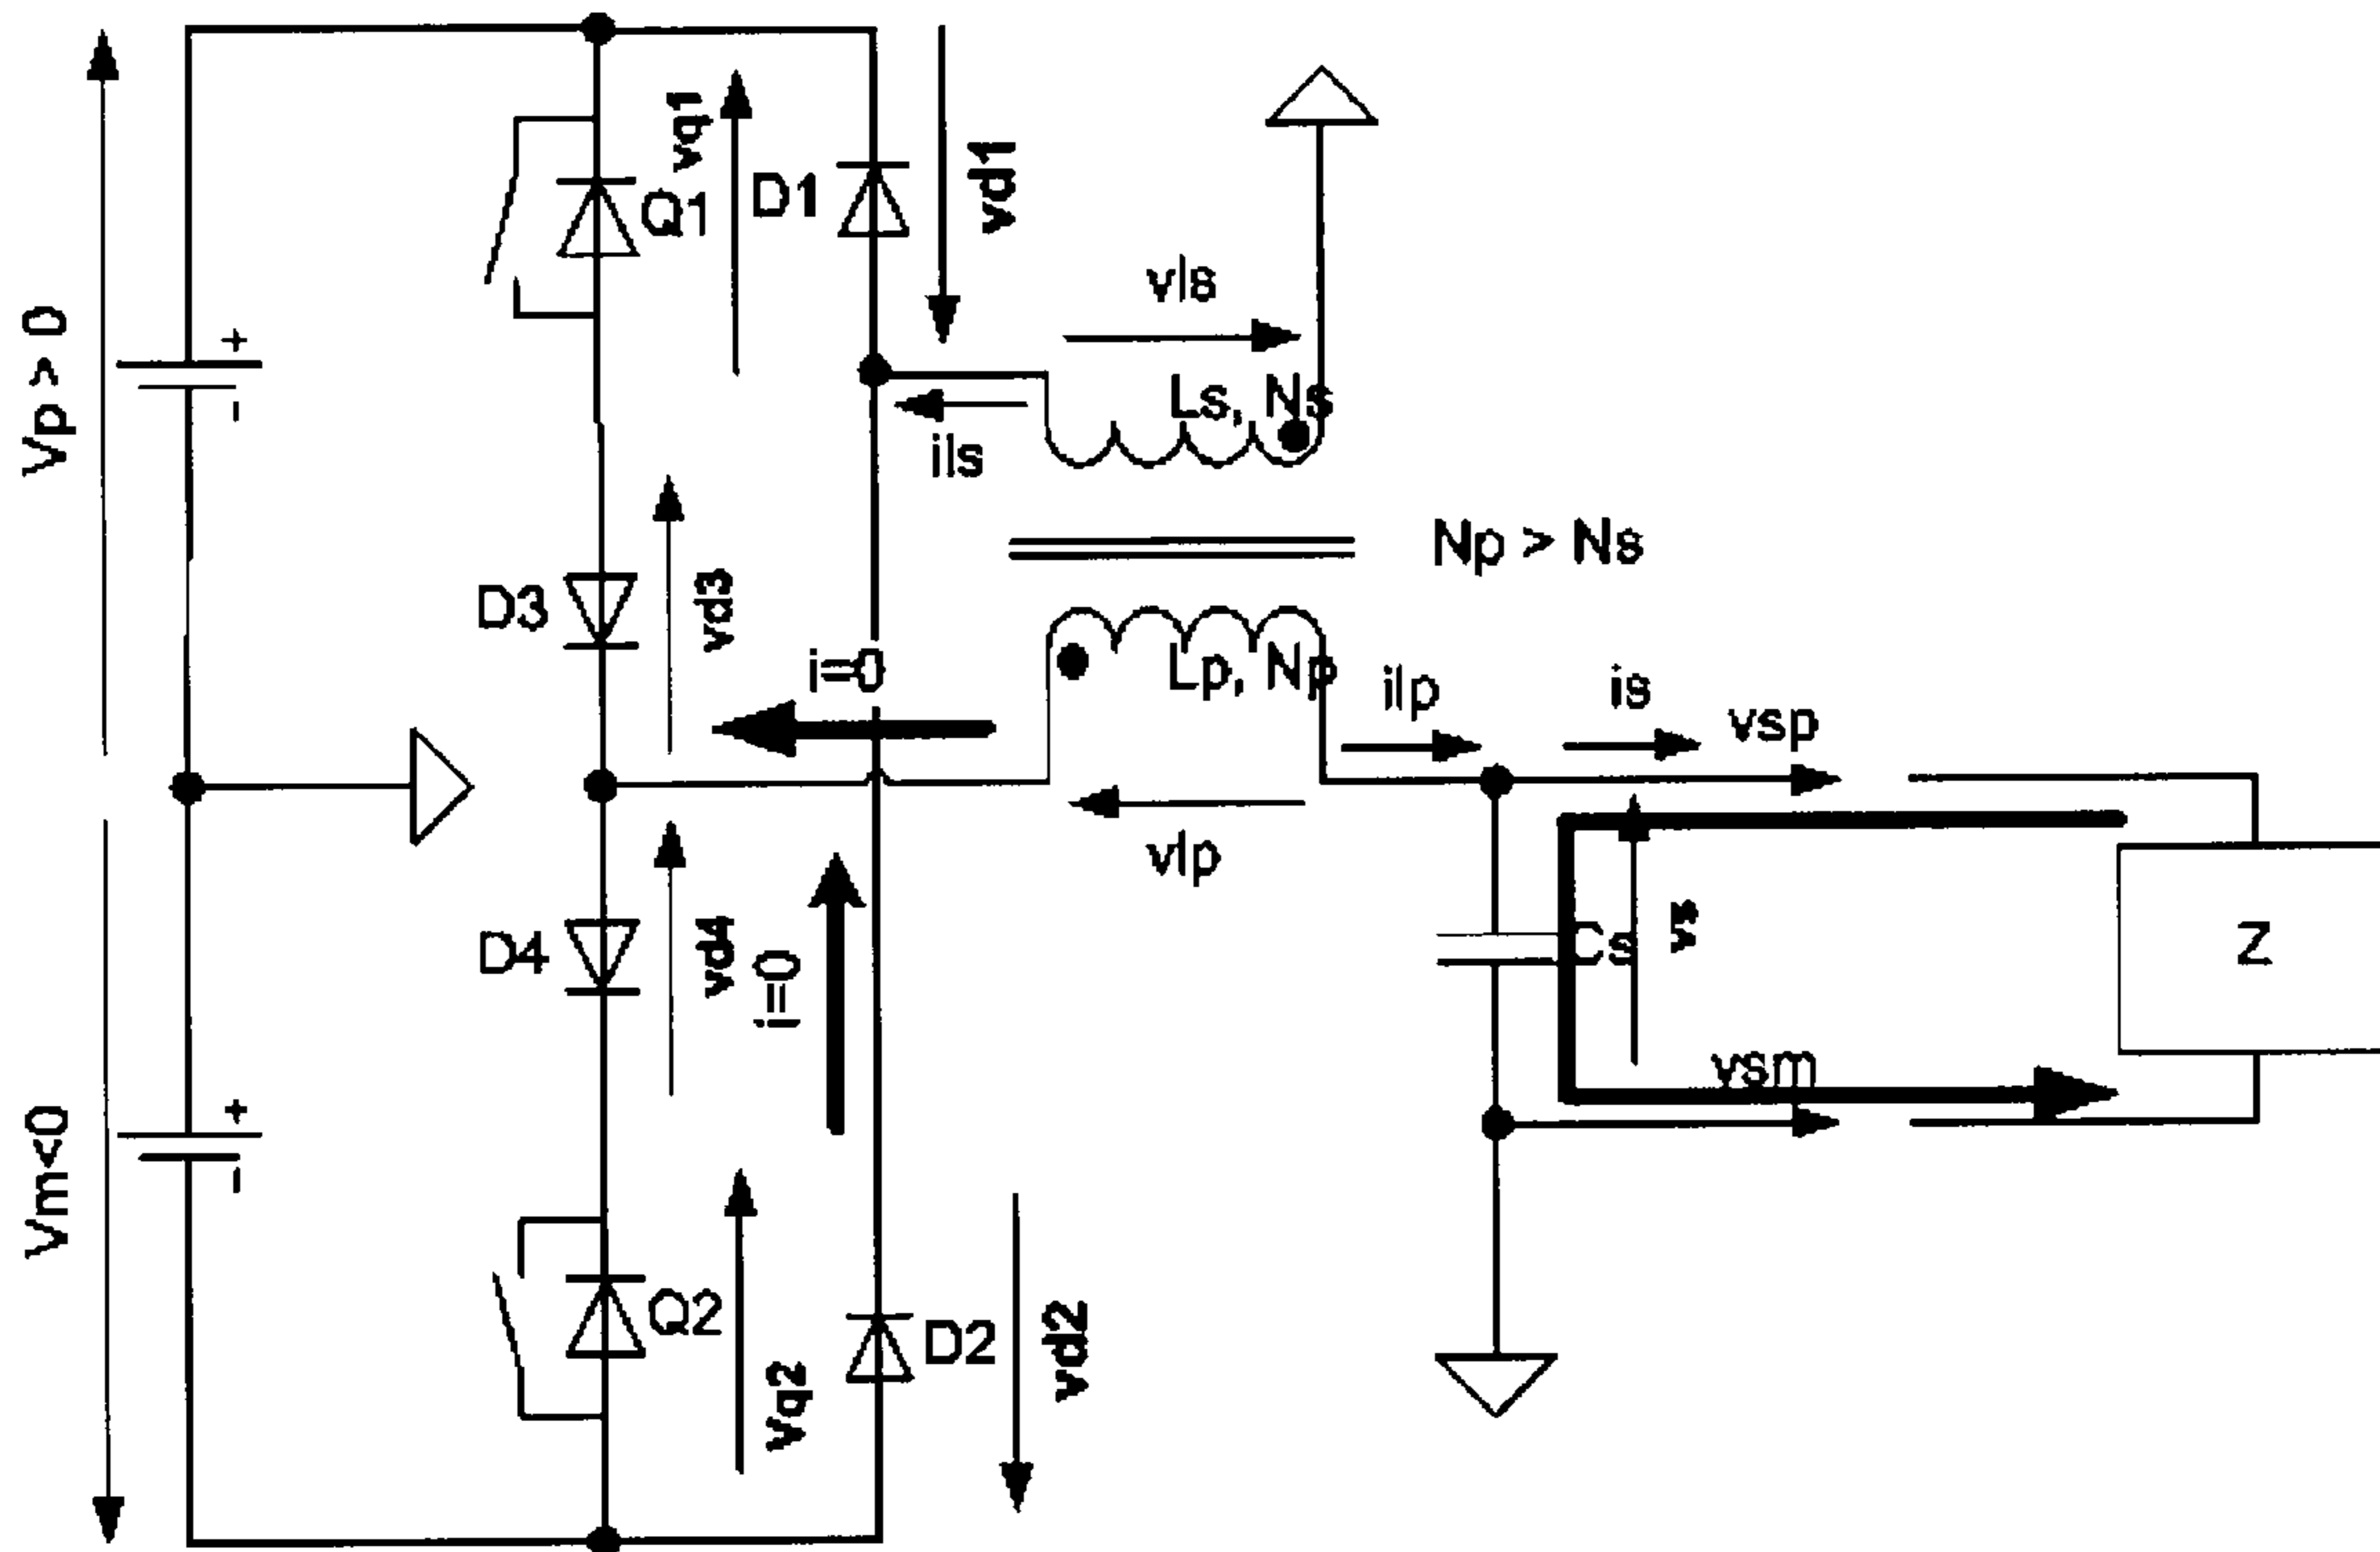 vq1
D1
vd1
Q1
vls
Vp > 0
+
-
Ls, Ns
ils
Np > Ns
D3
vd3
i=0
Lp, Np
ilp
is
vsp
vlp
D4
vd4
i=0
Cs
vs
Z
vsm
Vm<0
+
-
Q2
D2
vd2
vq2